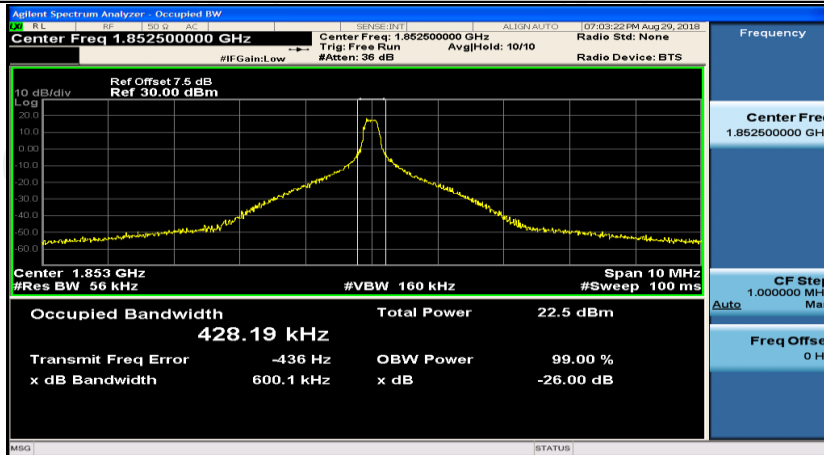 Agilent Spectrum Analyzer - Occupied BW
LXI RL RF 50 Ω AC SENSE:INT ALIGN AUTO 07:03:22 PM Aug 29, 2018
Center Freq 1.852500000 GHz Center Freq: 1.852500000 GHz Radio Std: None
Trig: Free Run Avg|Hold: 10/10
#IFGain:Low #Atten: 36 dB Radio Device: BTS
Ref Offset 7.5 dB
10 dB/div Ref 30.00 dBm
Log
20.0
10.0
0.00
-10.0
-20.0
-30.0
-40.0
-50.0
-60.0
Center 1.853 GHz Span 10 MHz
#Res BW 56 kHz #VBW 160 kHz #Sweep 100 ms
Occupied Bandwidth Total Power 22.5 dBm
428.19 kHz
Transmit Freq Error -436 Hz OBW Power 99.00 %
x dB Bandwidth 600.1 kHz x dB -26.00 dB
MSG STATUS
Frequency
Center Freq
1.852500000 GH
CF Step
1.000000 MH
Auto Ma
Freq Offse
0 H